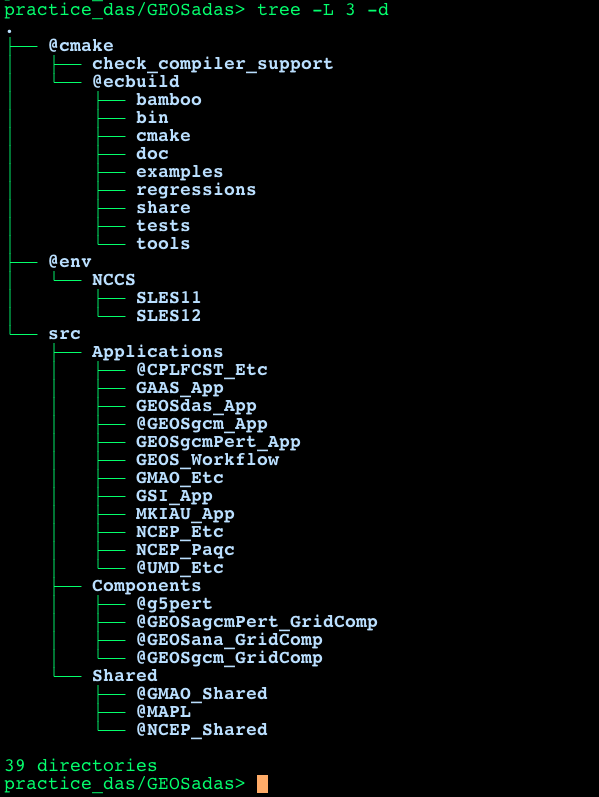 practice_das/GEOSadas> tree -L 3 -d
.
├── @cmake
│   ├── check_compiler_support
│   └── @ecbuild
│       ├── bamboo
│       ├── bin
│       ├── cmake
│       ├── doc
│       ├── examples
│       ├── regressions
│       ├── share
│       ├── tests
│       └── tools
├── @env
│   └── NCCS
│       ├── SLES11
│       └── SLES12
└── src
    ├── Applications
    │   ├── @CPLFCST_Etc
    │   ├── GAAS_App
    │   ├── GEOSdas_App
    │   ├── @GEOSgcm_App
    │   ├── GEOSgcmPert_App
    │   ├── GEOS_Workflow
    │   ├── GMAO_Etc
    │   ├── GSI_App
    │   ├── MKIAU_App
    │   ├── NCEP_Etc
    │   ├── NCEP_Paqc
    │   └── @UMD_Etc
    ├── Components
    │   ├── @g5pert
    │   ├── @GEOSagcmPert_GridComp
    │   ├── @GEOSana_GridComp
    │   └── @GEOSgcm_GridComp
    └── Shared
        ├── @GMAO_Shared
        ├── @MAPL
        └── @NCEP_Shared
39 directories
practice_das/GEOSadas>